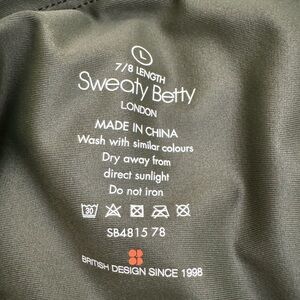 L
7/8 LENGTH
Sweaty Betty
LONDON
MADE IN CHINA
Wash with similar colours
Dry away from
direct sunlight
Do not iron
30
SB4815 78
BRITISH DESIGN SINCE 1998